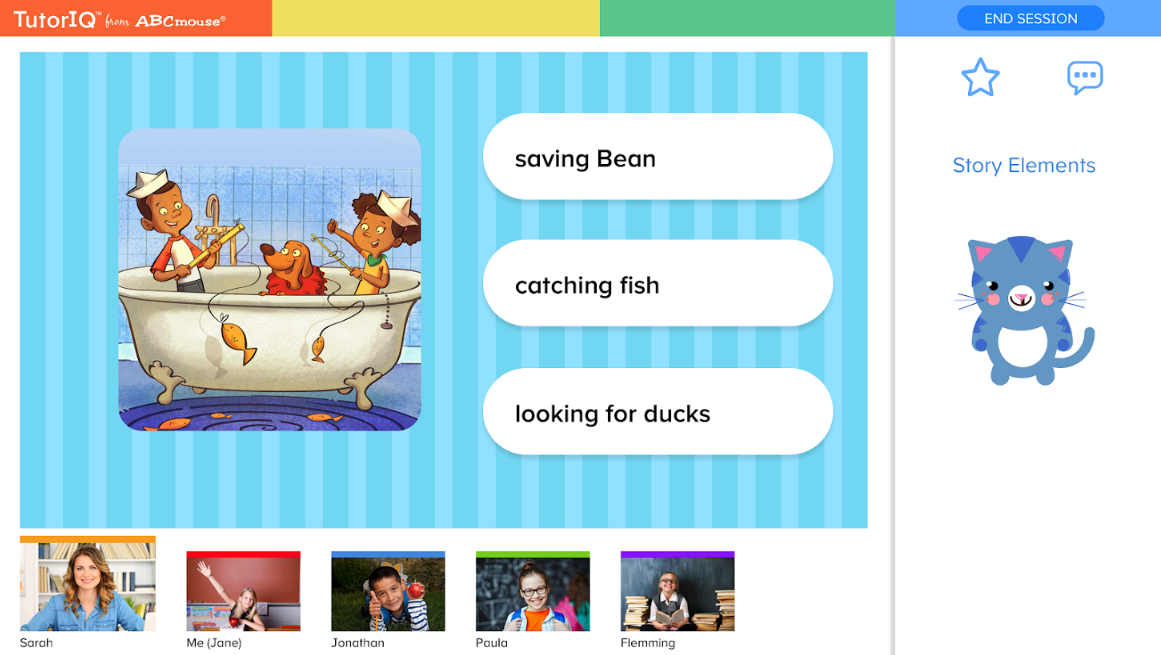 TutorIQ™ from ABCmouse®
END SESSION
Story Elements
saving Bean
catching fish
looking for ducks
Sarah
Me (Jane)
Jonathan
Paula
Flemming